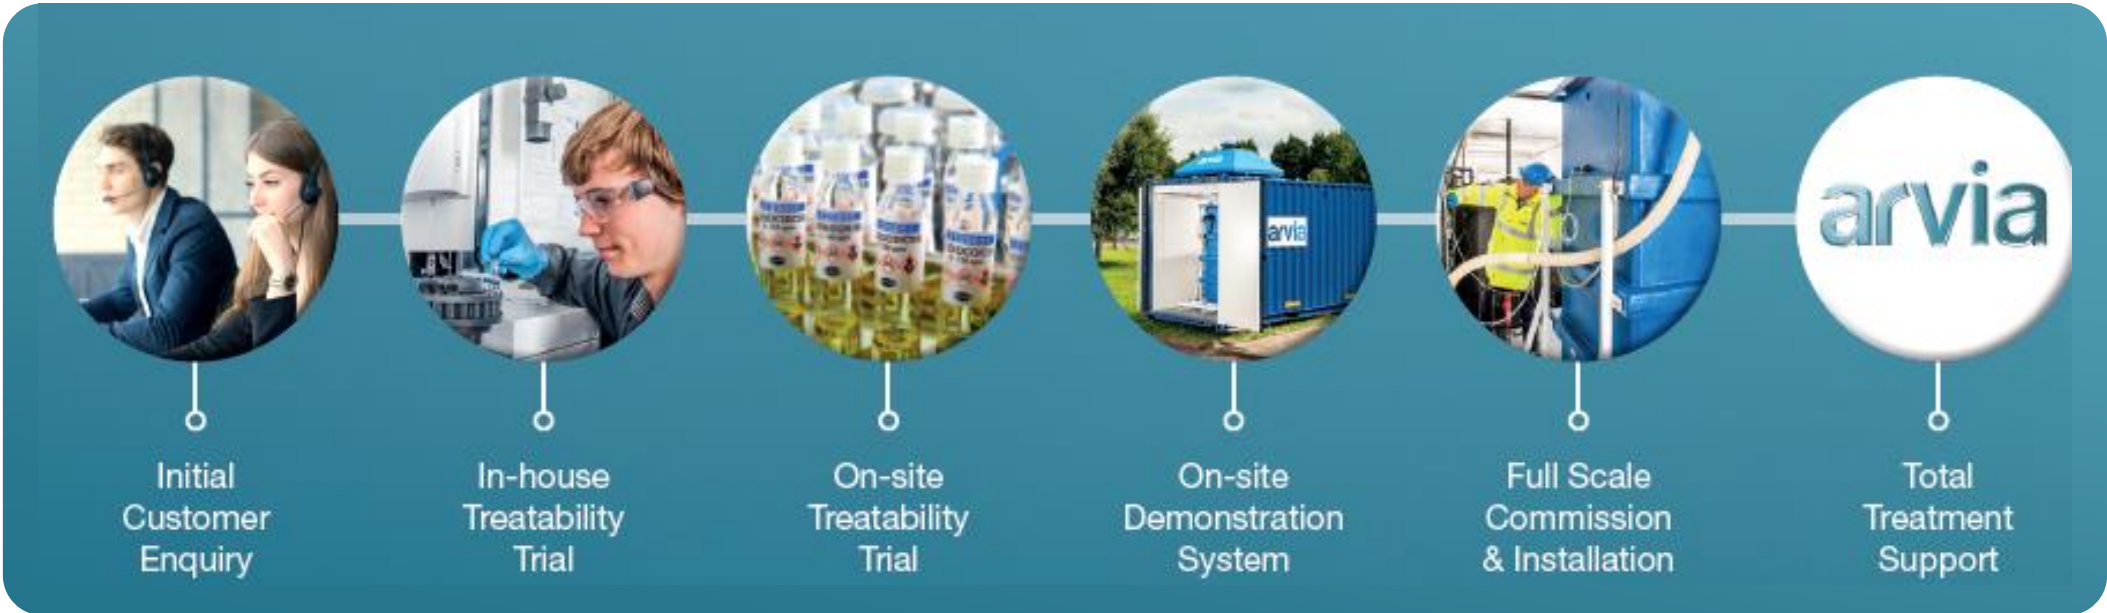 arvia
arvia
Initial
Customer
Enquiry
In-house
Treatability
Trial
On-site
Treatability
Trial
On-site
Demonstration
System
Full Scale
Commission
& Installation
Total
Treatment
Support